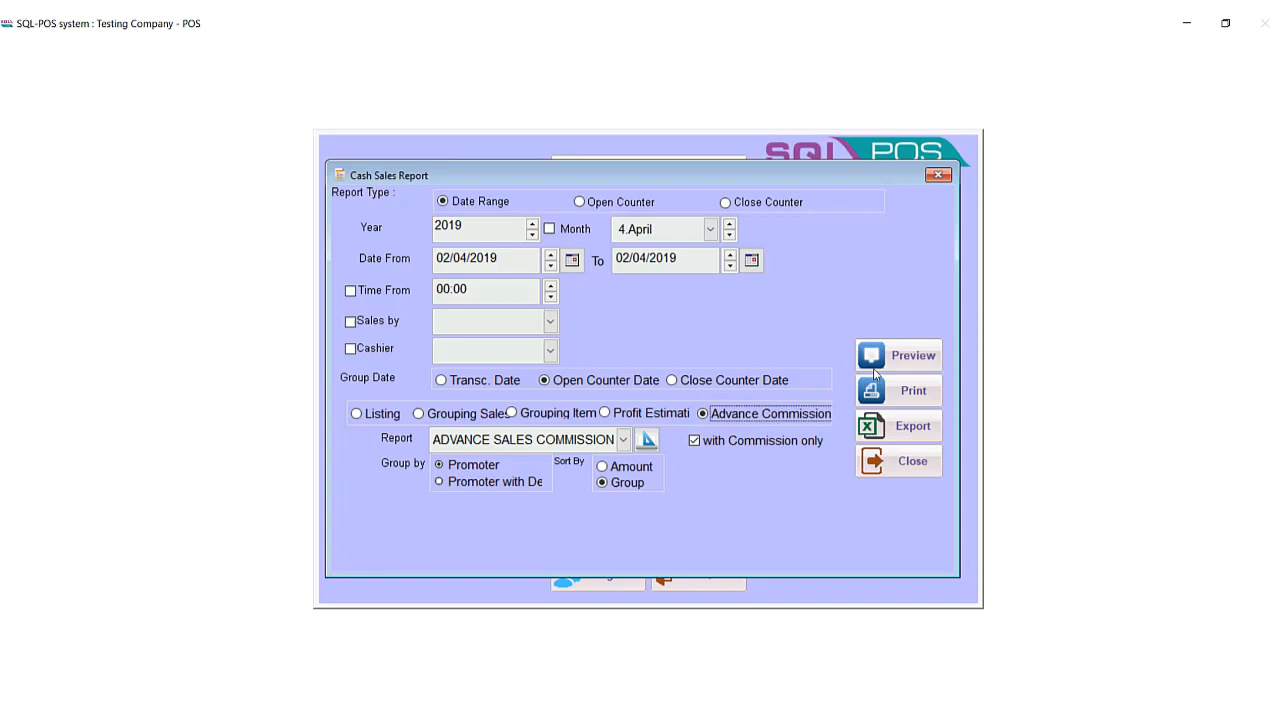 SQL-POS system : Testing Company - POS
SQL POS
Cash Sales Report
Report Type :
Date Range Open Counter Close Counter
Year 2019 Month 4.April
Date From 02/04/2019 To 02/04/2019
Time From 00:00
Sales by
Cashier
Preview
Group Date Transc. Date Open Counter Date Close Counter Date
Print
Listing Grouping Sales Grouping Item Profit Estimati Advance Commission
Export
Report ADVANCE SALES COMMISSION with Commission only
Group by Promoter Sort By Amount
Close
Promoter with De Group